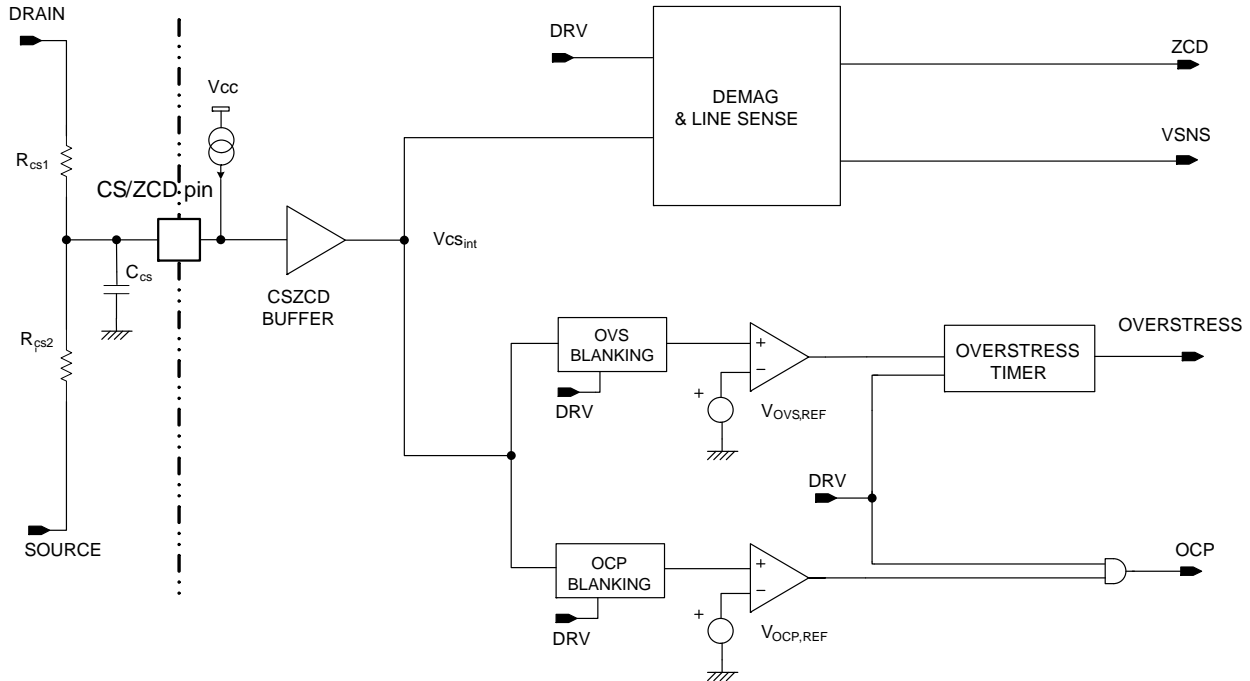 DRAIN
DRV
ZCD
Vcc
DEMAG
& LINE SENSE
VSNS
Rcs1
CS/ZCD pin
Vcsint
Ccs
CSZCD
BUFFER
Rcs2
OVS
BLANKING
+
−
+
DRV
VOVS,REF
OVERSTRESS
TIMER
OVERSTRESS
DRV
SOURCE
OCP
BLANKING
+
−
+
DRV
VOCP,REF
OCP